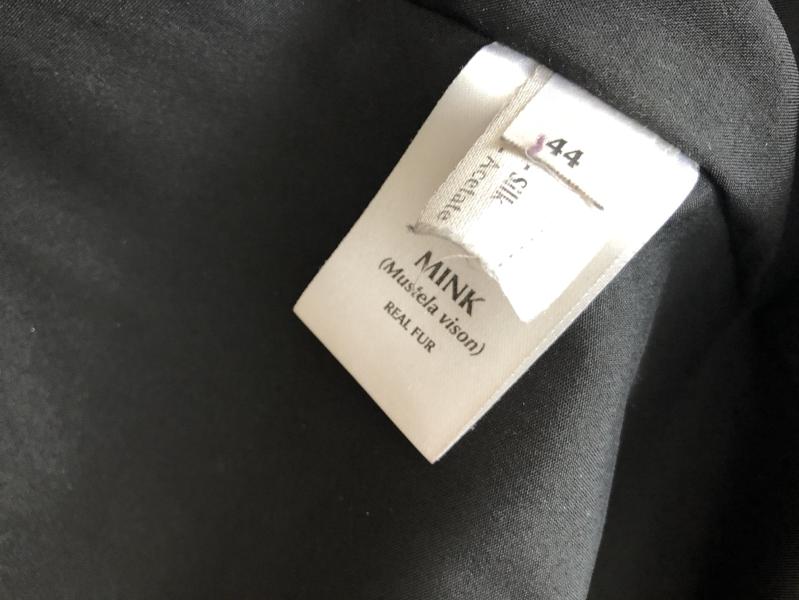 44
- Silk
- Acetate
MINK
(Mustela vison)
REAL FUR